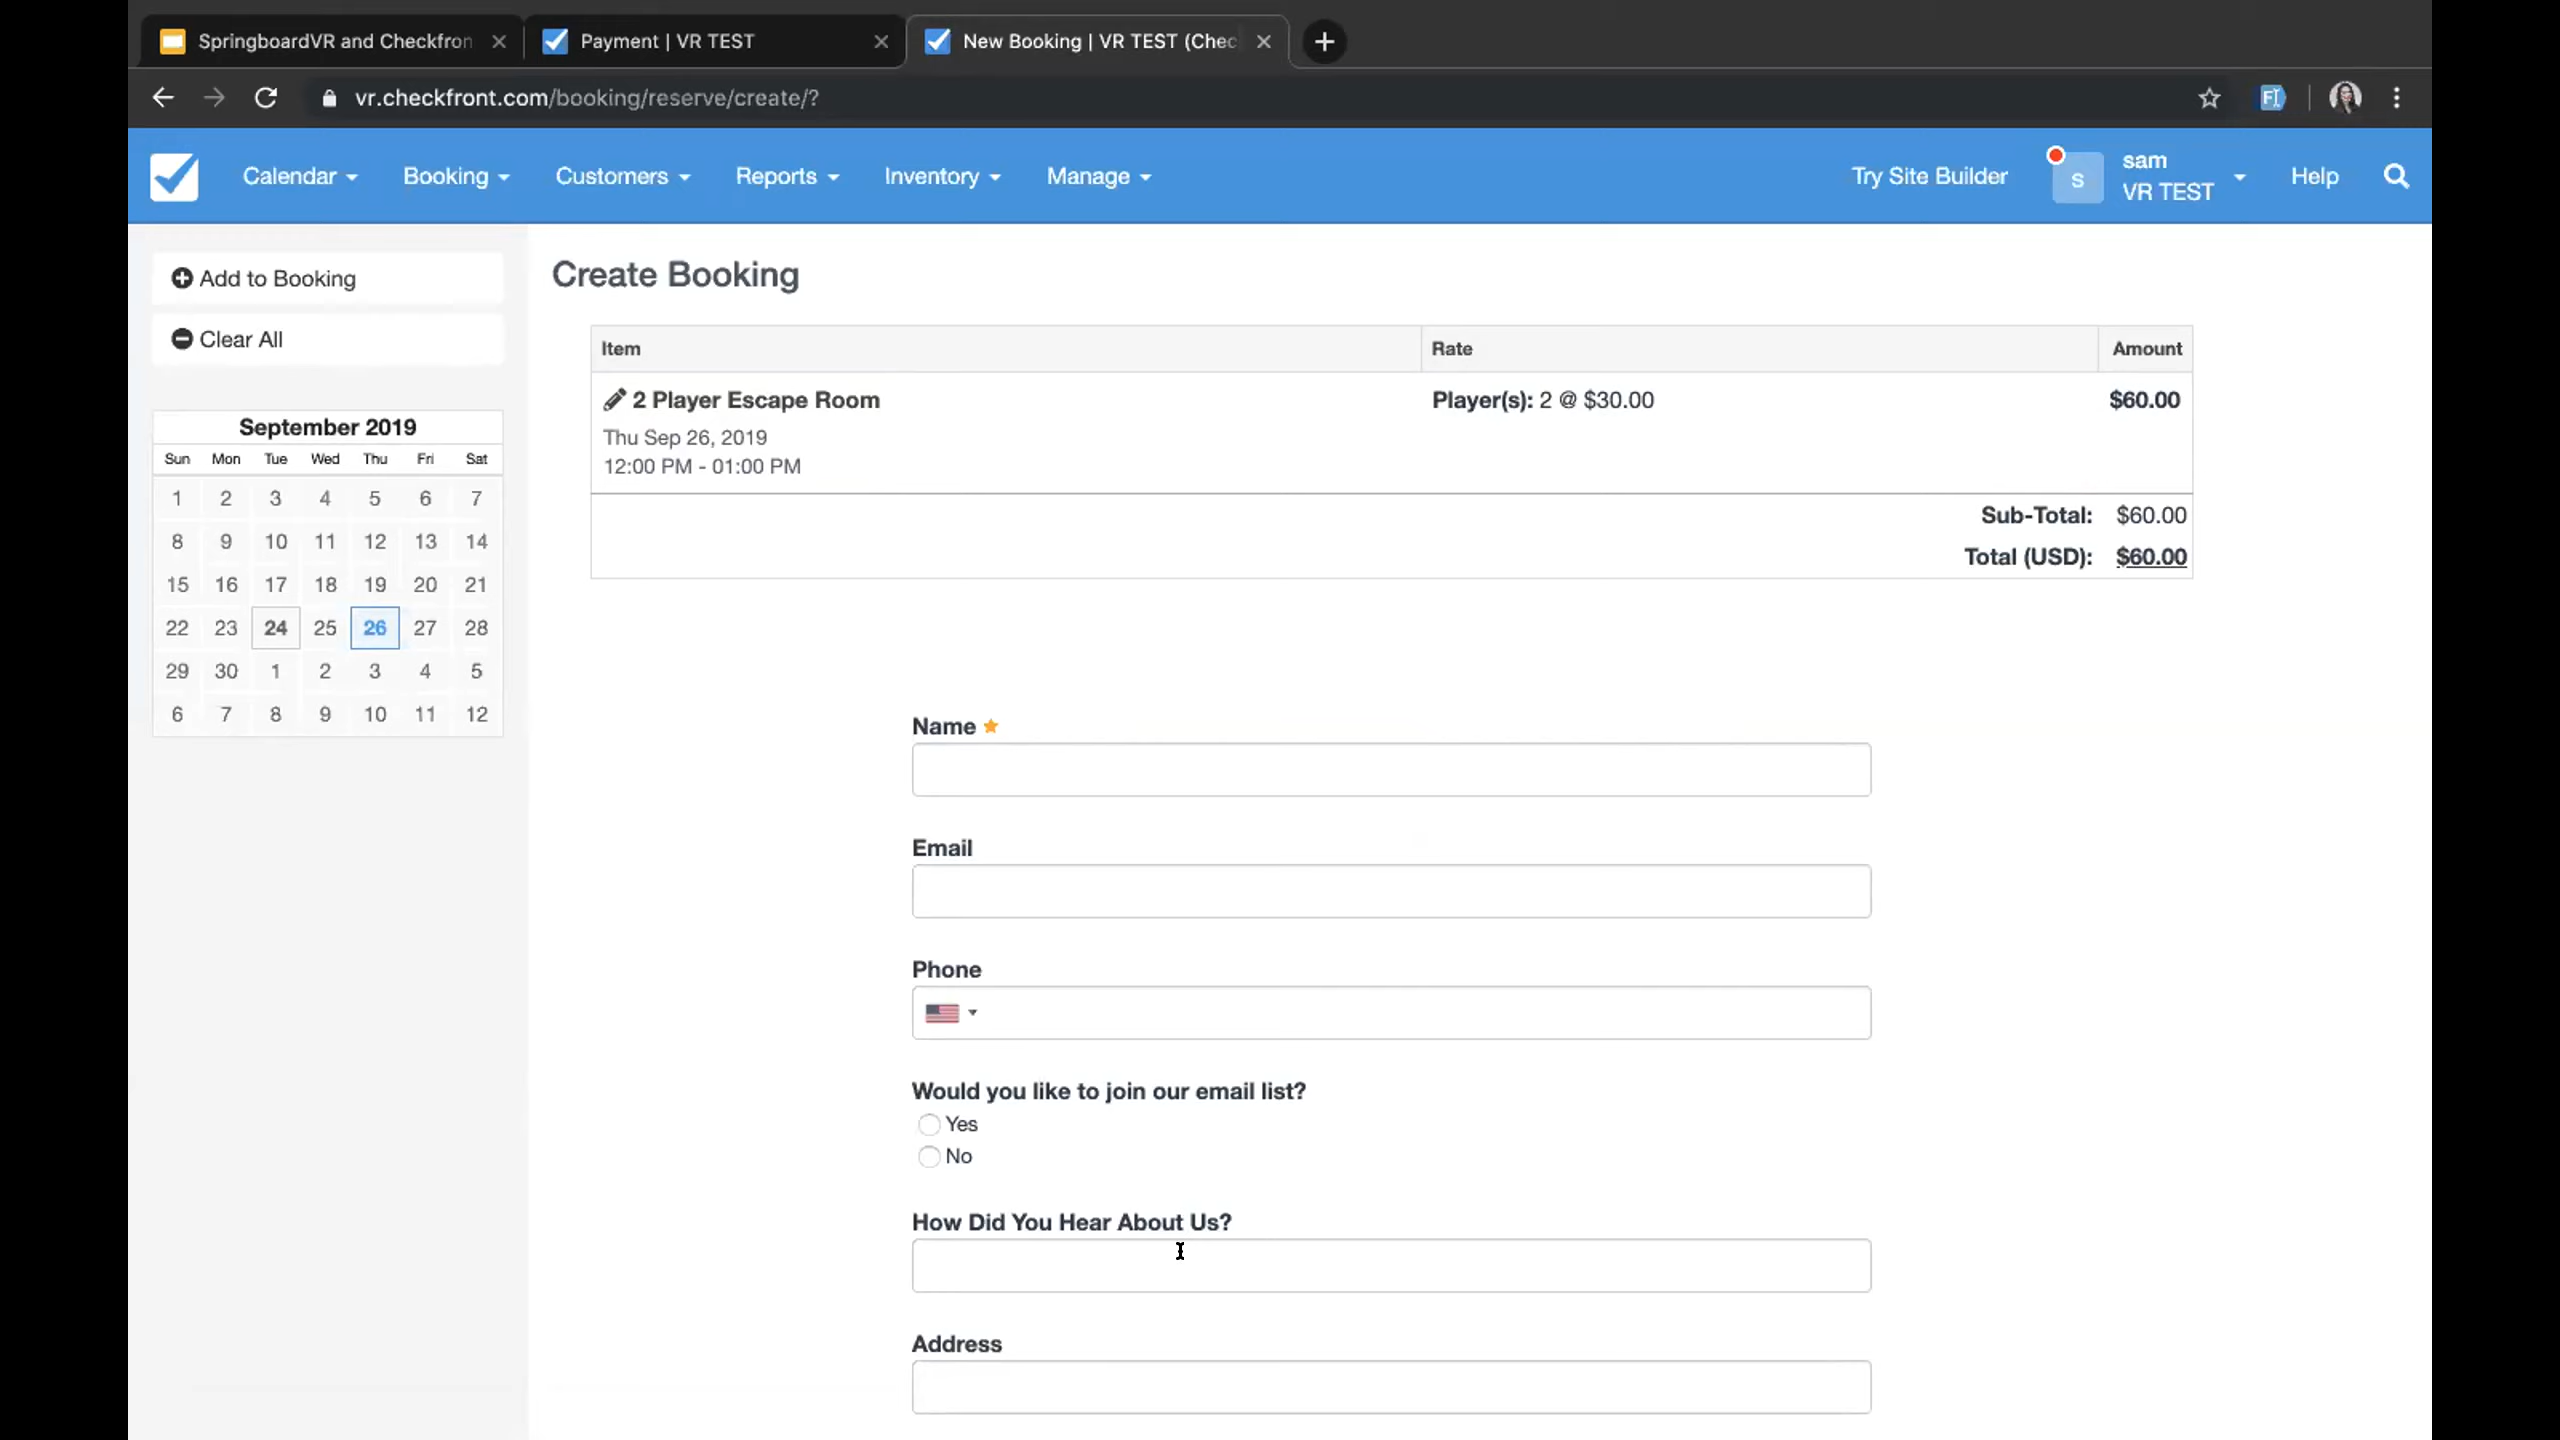 SpringboardVR and Checkfron
Payment | VR TEST
New Booking | VR TEST (Chec
vr.checkfront.com/booking/reserve/create/?
Calendar
Booking
Customers
Reports
Inventory
Manage
Try Site Builder
S
sam
VR TEST
Help
Add to Booking
Clear All
September 2019
Sun Mon Tue Wed Thu Fri Sat
1 2 3 4 5 6 7
8 9 10 11 12 13 14
15 16 17 18 19 20 21
22 23 24 25 26 27 28
29 30 1 2 3 4 5
6 7 8 9 10 11 12
Create Booking
Item Rate Amount
2 Player Escape Room Player(s): 2 @ $30.00 $60.00
Thu Sep 26, 2019
12:00 PM - 01:00 PM
Sub-Total: $60.00
Total (USD): $60.00
Name
Email
Phone
Would you like to join our email list?
Yes
No
How Did You Hear About Us?
Address